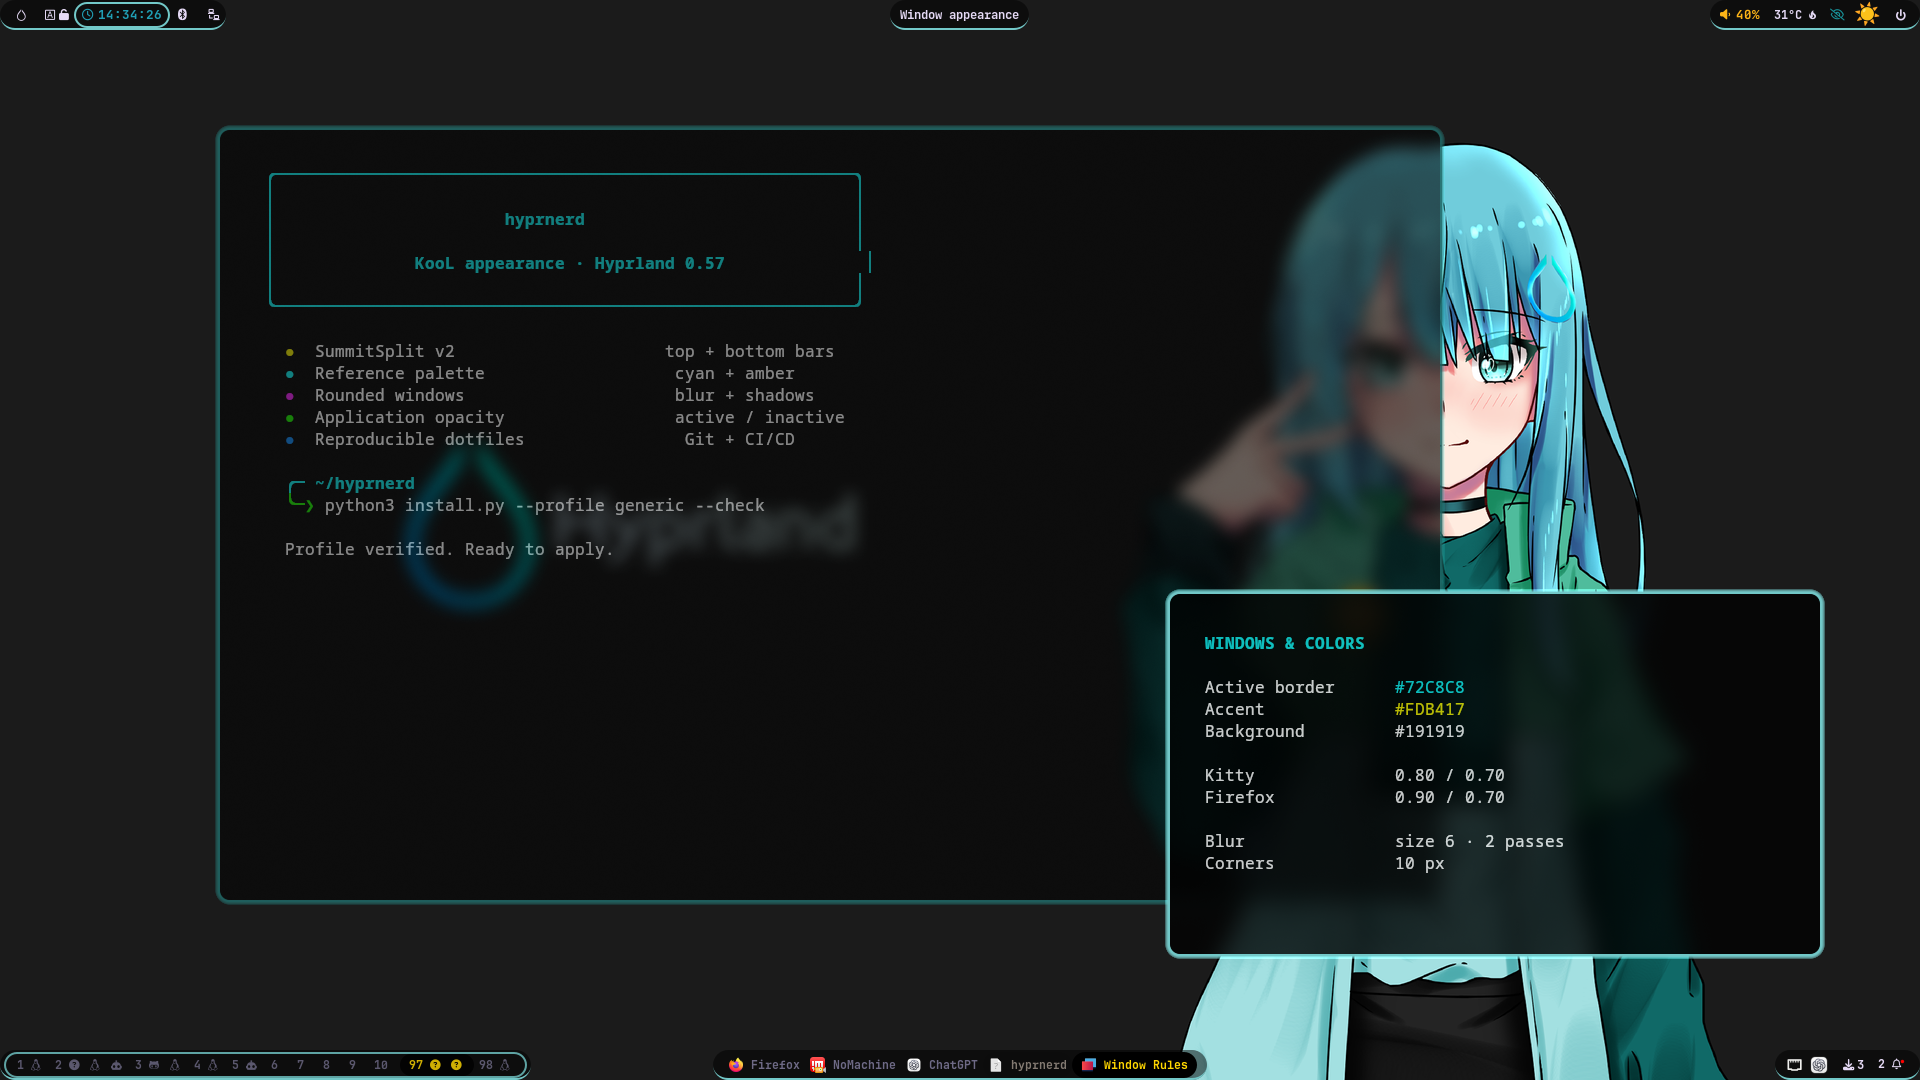 A 14:34:26
Window appearance
40% 31°C
hyprnerd
KooL appearance · Hyprland 0.57
SummitSplit v2 top + bottom bars
Reference palette cyan + amber
Rounded windows blur + shadows
Application opacity active / inactive
Reproducible dotfiles Git + CI/CD
~/hyprnerd
❯ python3 install.py --profile generic --check
Profile verified. Ready to apply.
Hyprland
WINDOWS & COLORS
Active border #72C8C8
Accent #FDB417
Background #191919
Kitty 0.80 / 0.70
Firefox 0.90 / 0.70
Blur size 6 · 2 passes
Corners 10 px
1 2 3 4 5 6 7 8 9 10 97 98
Firefox NoMachine ChatGPT hyprnerd Window Rules
3 2